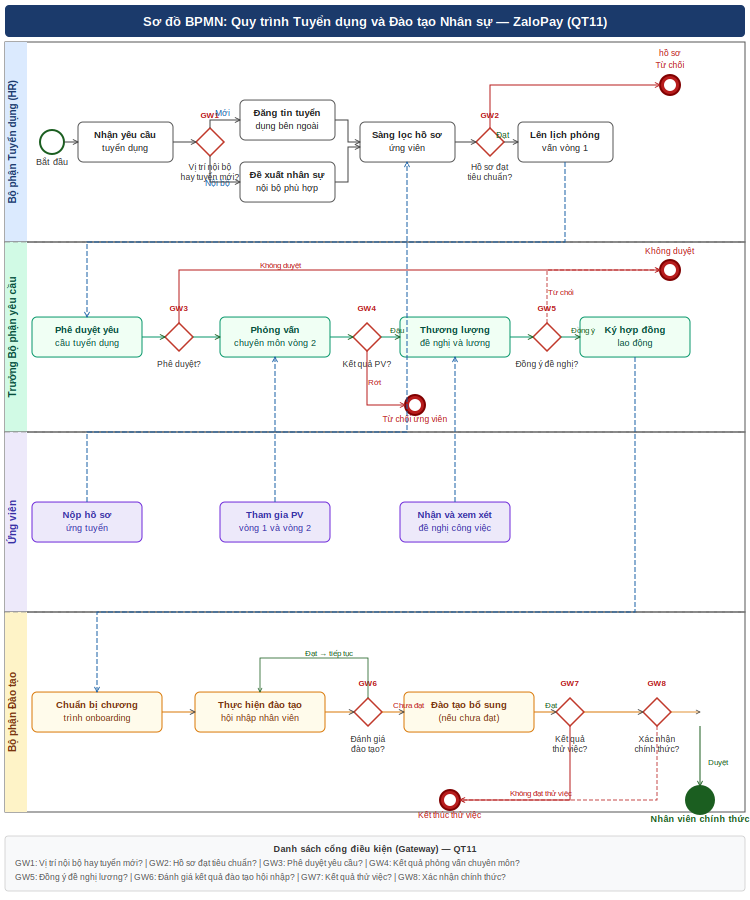 Sơ đồ BPMN: Quy trình Tuyển dụng và Đào tạo Nhân sự — ZaloPay (QT11)
Bộ phận Tuyển dụng (HR)
hồ sơ
Từ chối
Bắt đầu
Nhận yêu cầu
tuyển dụng
GW1
Mới
Vị trí nội bộ
hay tuyển mới?
Nội bộ
Đăng tin tuyển
dụng bên ngoài
Đề xuất nhân sự
nội bộ phù hợp
Sàng lọc hồ sơ
ứng viên
GW2
Đạt
Hồ sơ đạt
tiêu chuẩn?
Lên lịch phỏng
vấn vòng 1
Trưởng Bộ phận yêu cầu
Không duyệt
Không duyệt
Phê duyệt yêu
cầu tuyển dụng
GW3
Phê duyệt?
Phỏng vấn
chuyên môn vòng 2
GW4
Kết quả PV?
Đậu
Rớt
Từ chối ứng viên
Thương lượng
đề nghị và lương
Từ chối
GW5
Đồng ý đề nghị?
Đồng ý
Ký hợp đồng
lao động
Ứng viên
Nộp hồ sơ
ứng tuyển
Tham gia PV
vòng 1 và vòng 2
Nhận và xem xét
đề nghị công việc
Bộ phận Đào tạo
Đạt → tiếp tục
Chuẩn bị chương
trình onboarding
Thực hiện đào tạo
hội nhập nhân viên
GW6
Đánh giá
đào tạo?
Chưa đạt
Đào tạo bổ sung
(nếu chưa đạt)
Đạt
GW7
Kết quả
thử việc?
GW8
Xác nhận
chính thức?
Duyệt
Không đạt thử việc
Kết thúc thử việc
Nhân viên chính thức
Danh sách cổng điều kiện (Gateway) — QT11
GW1: Vị trí nội bộ hay tuyển mới? | GW2: Hồ sơ đạt tiêu chuẩn? | GW3: Phê duyệt yêu cầu? | GW4: Kết quả phỏng vấn chuyên môn?
GW5: Đồng ý đề nghị lương? | GW6: Đánh giá kết quả đào tạo hội nhập? | GW7: Kết quả thử việc? | GW8: Xác nhận chính thức?